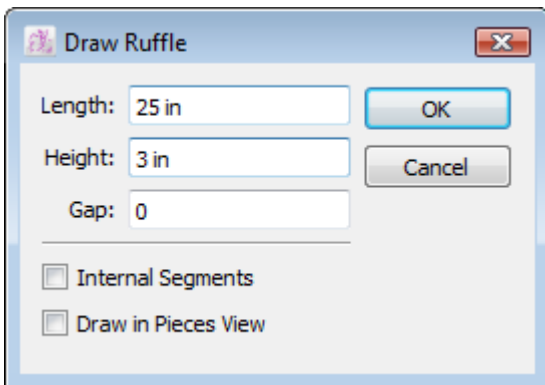 Draw Ruffle
Length: 25 in
OK
Height: 3 in
Cancel
Gap: 0
Internal Segments
Draw in Pieces View